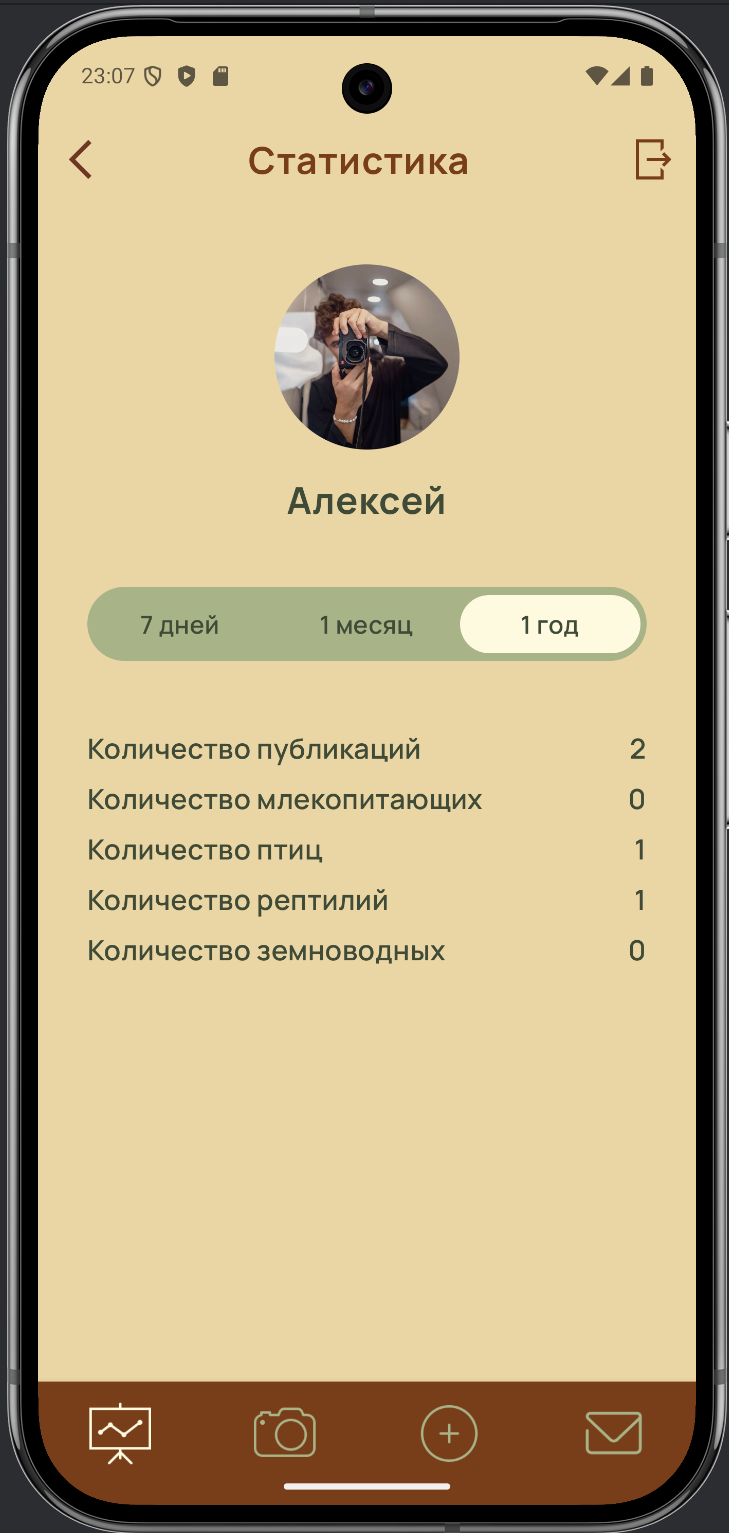 23:07
Статистика
Алексей
7 дней 1 месяц 1 год
Количество публикаций 2
Количество млекопитающих 0
Количество птиц 1
Количество рептилий 1
Количество земноводных 0